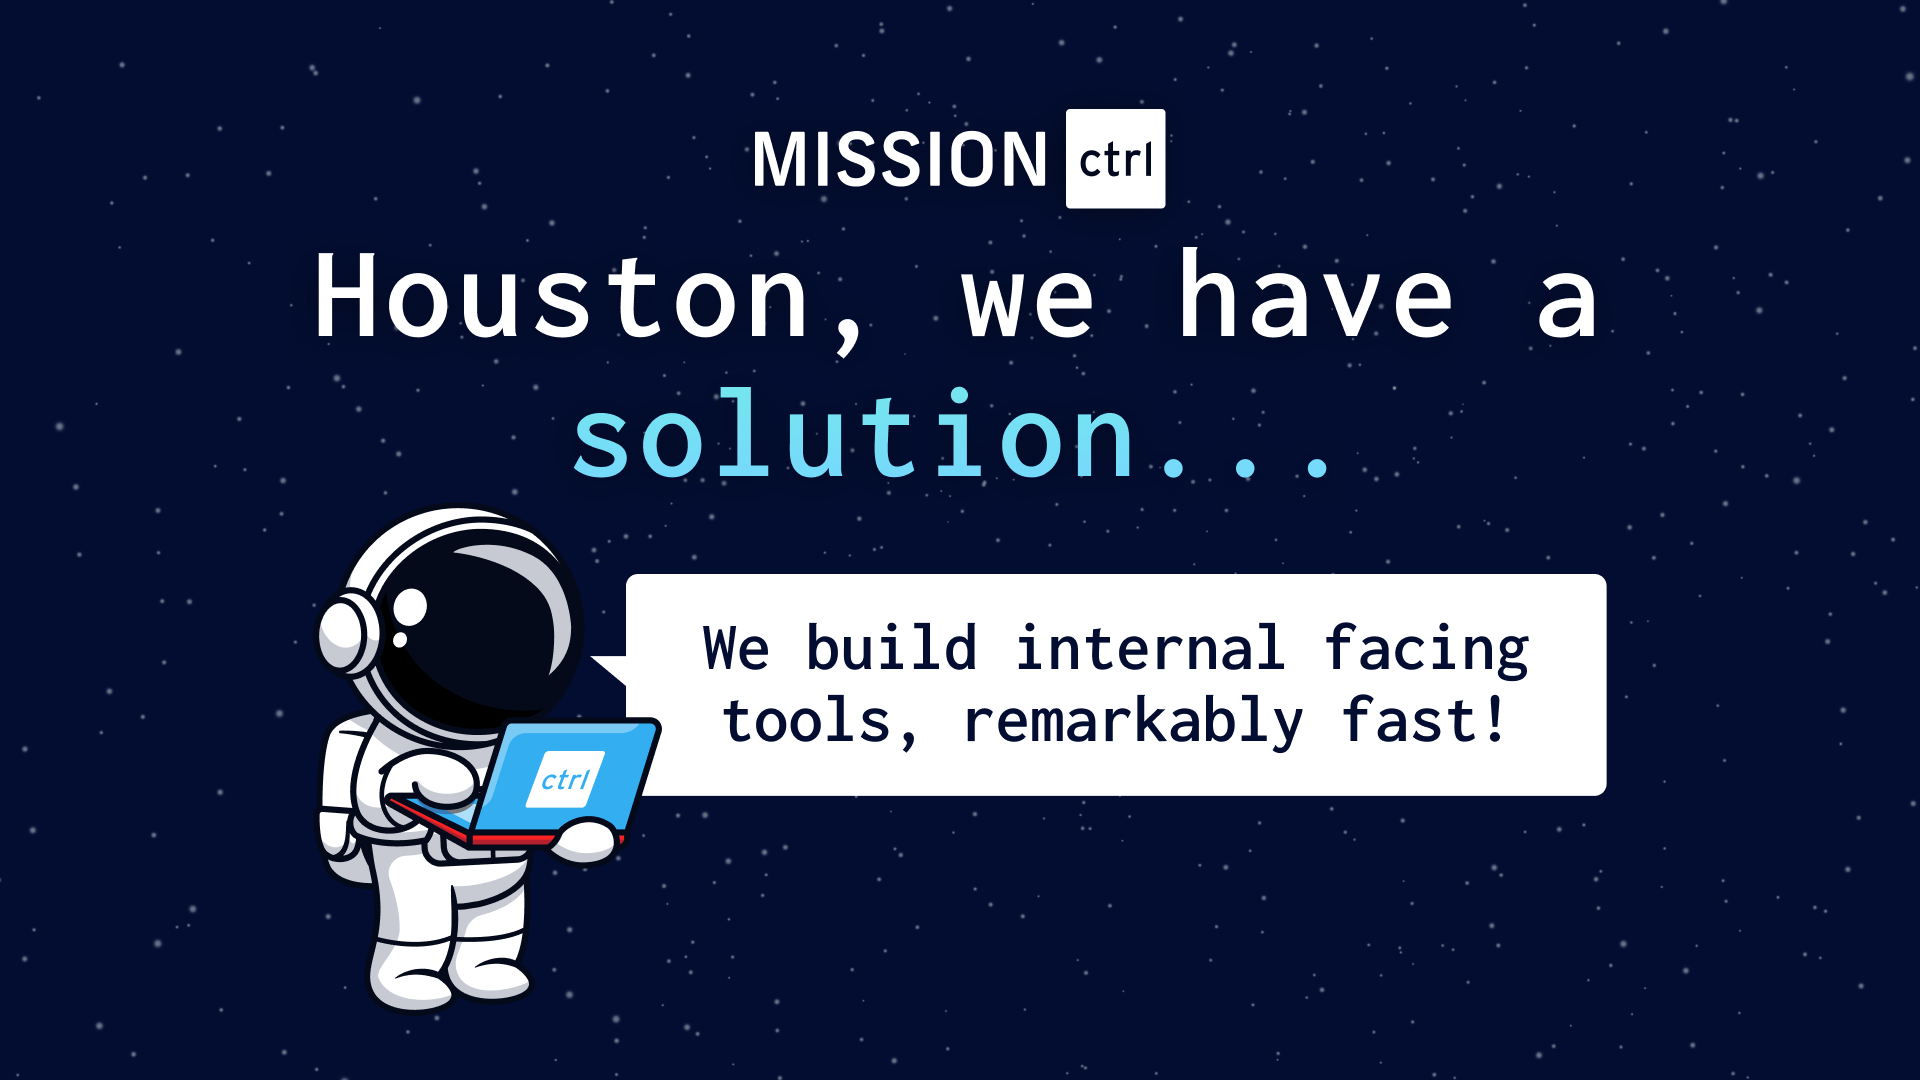 MISSION ctrl
Houston, we have a
solution...
We build internal facing
tools, remarkably fast!
ctrl